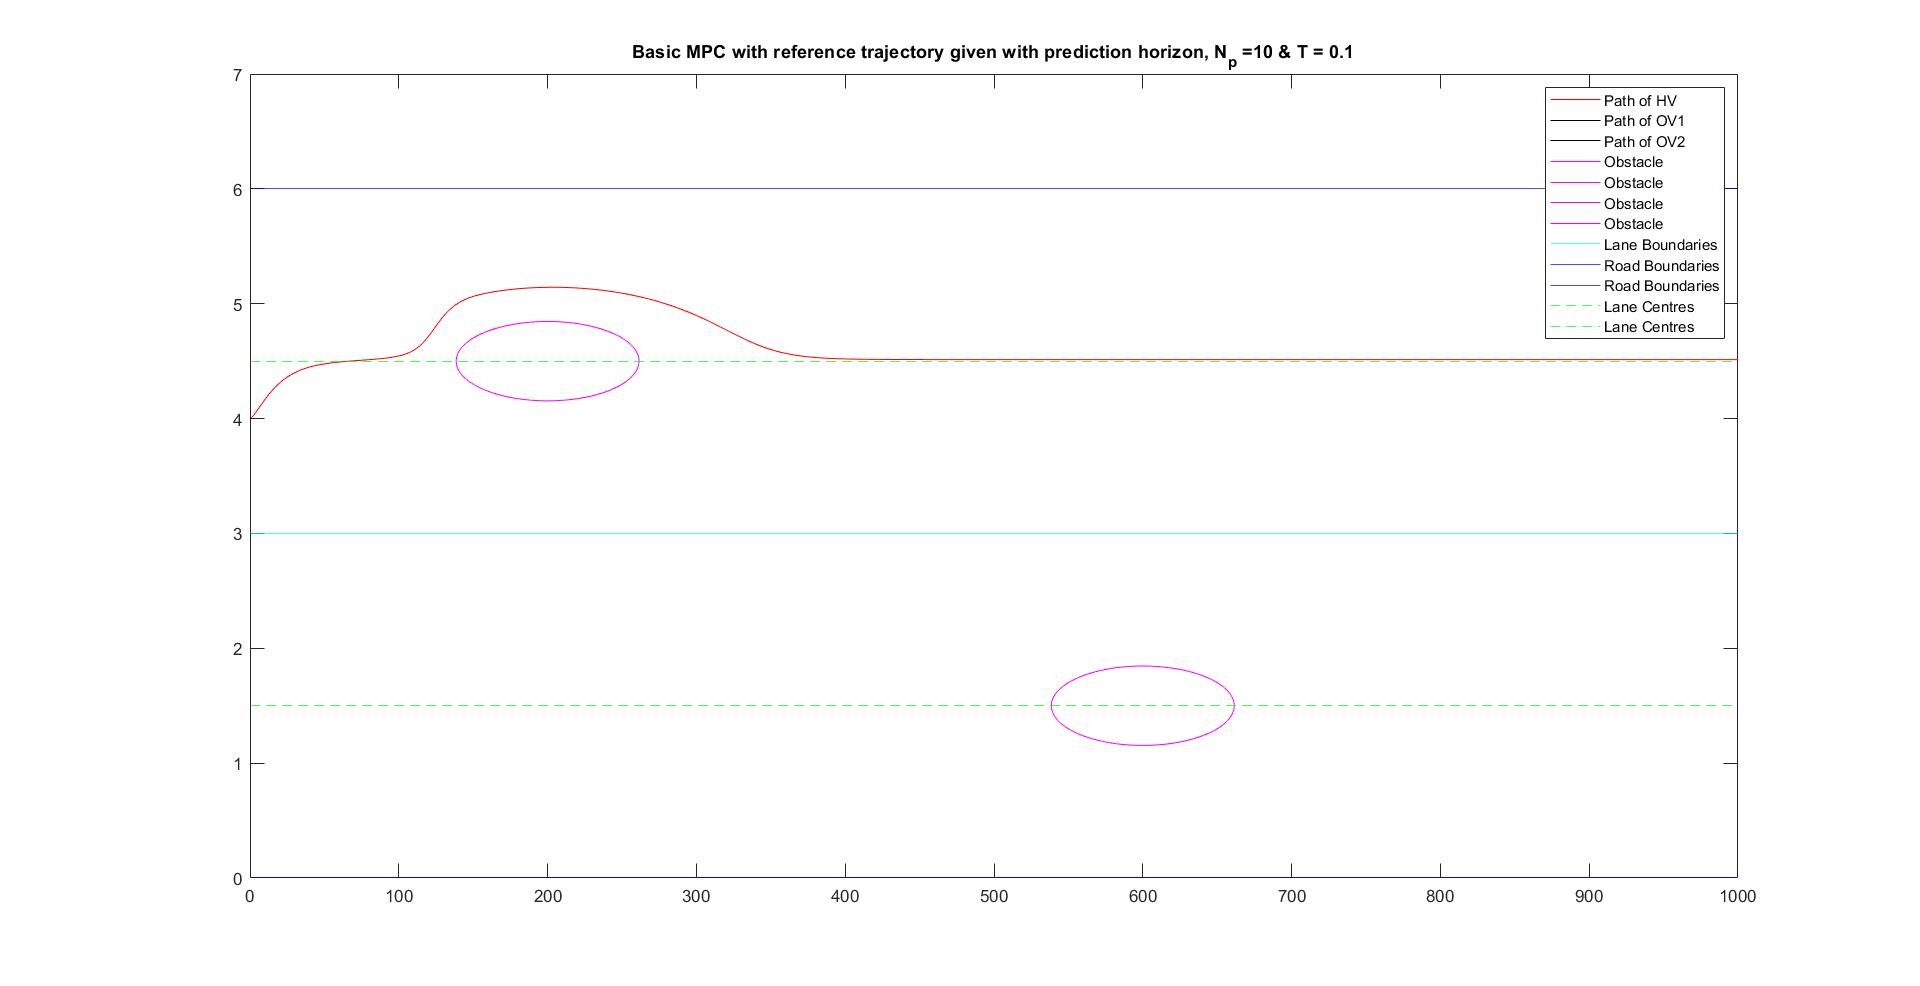 Basic MPC with reference trajectory given with prediction horizon, Np =10 & T = 0.1
7
6
5
4
3
2
1
0
0 100 200 300 400 500 600 700 800 900 1000
Path of HV
Path of OV1
Path of OV2
Obstacle
Obstacle
Obstacle
Obstacle
Lane Boundaries
Road Boundaries
Road Boundaries
Lane Centres
Lane Centres